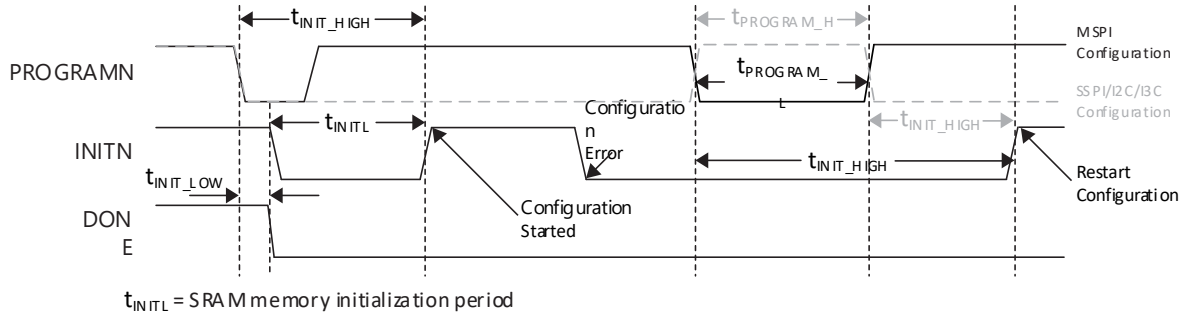 tINIT_HIGH
tPROGRAM_H
MSPI
Configuration
PROGRAMN
tPROGRAM_
L
SSPI/I2C/I3C
Configuration
Configuratio
n
Error
tINITL
tINIT_HIGH
INITN
tINIT_HIGH
tINIT_LOW
Restart
Configuration
Configuration
Started
DON
E
tINITL = SRAM memory initialization period